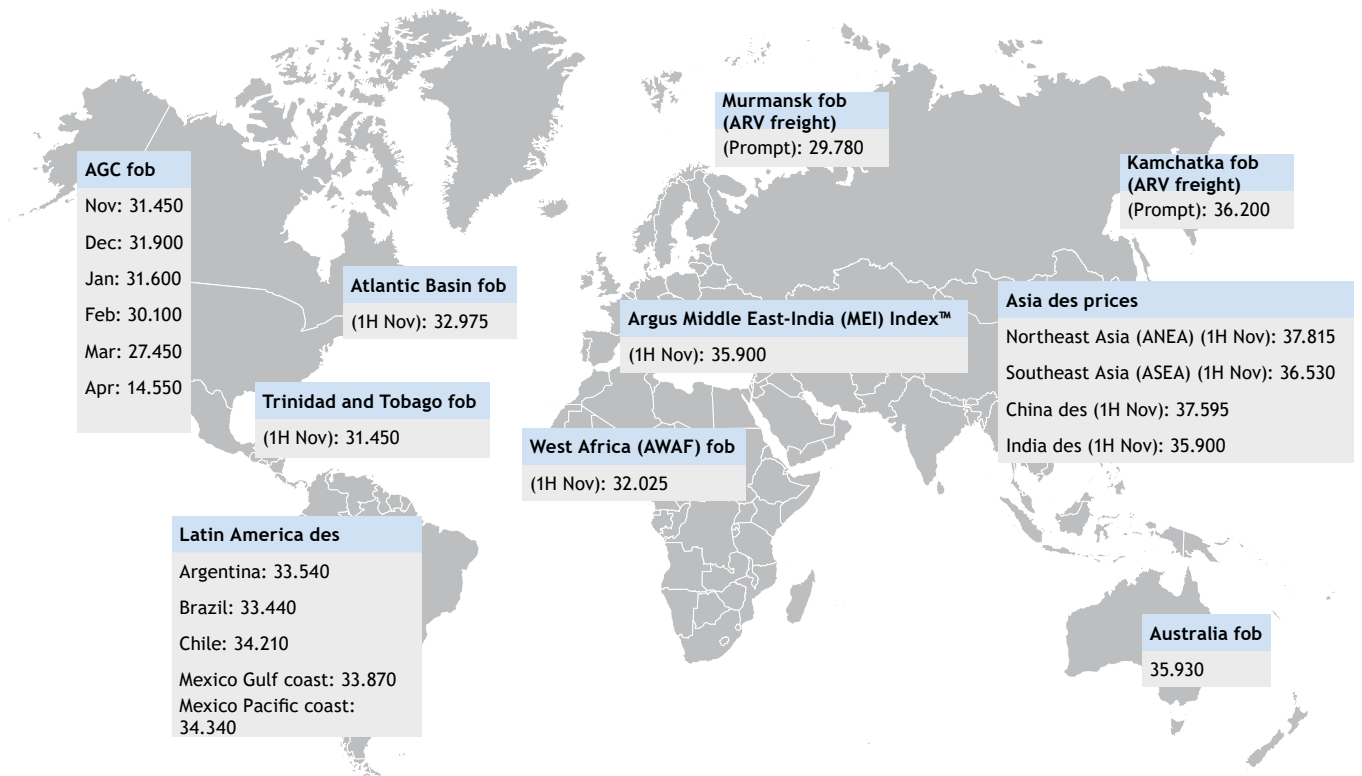 Murmansk fob
(ARV freight)
(Prompt): 29.780
Kamchatka fob
(ARV freight)
(Prompt): 36.200
AGC fob
Nov: 31.450
Dec: 31.900
Jan: 31.600
Feb: 30.100
Mar: 27.450
Apr: 14.550
Atlantic Basin fob
(1H Nov): 32.975
Argus Middle East-India (MEI) Index™
(1H Nov): 35.900
Asia des prices
Northeast Asia (ANEA) (1H Nov): 37.815
Southeast Asia (ASEA) (1H Nov): 36.530
China des (1H Nov): 37.595
India des (1H Nov): 35.900
Trinidad and Tobago fob
(1H Nov): 31.450
West Africa (AWAF) fob
(1H Nov): 32.025
Latin America des
Argentina: 33.540
Brazil: 33.440
Chile: 34.210
Mexico Gulf coast: 33.870
Mexico Pacific coast:
34.340
Australia fob
35.930